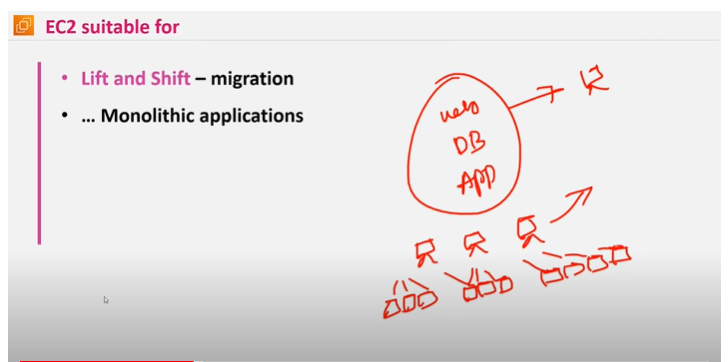 EC2 suitable for
• Lift and Shift – migration
• ... Monolithic applications
web
DB
App